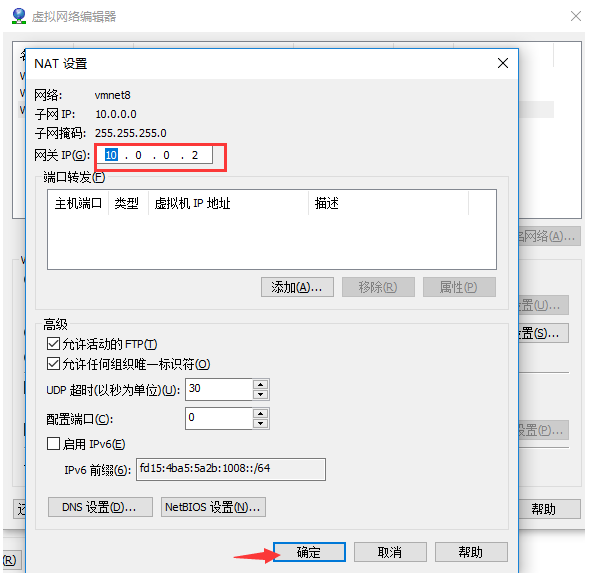 虚拟网络编辑器
NAT 设置
网络: vmnet8
子网 IP: 10.0.0.0
子网掩码: 255.255.255.0
网关 IP(G): 10 . 0 . 0 . 2
端口转发(F)
主机端口 类型 虚拟机 IP 地址 描述
络网络(A)...
添加(A)... 移除(R) 属性(P)
置(U)...
高级
置(S)...
允许活动的 FTP(T)
允许任何组织唯一标识符(O)
UDP 超时(以秒为单位)(U): 30
配置端口(C): 0
设置(P)...
启用 IPv6(E)
IPv6 前缀(6): fd15:4ba5:5a2b:1008::/64
DNS 设置(D)... NetBIOS 设置(N)...
帮助
确定 取消 帮助
(R)